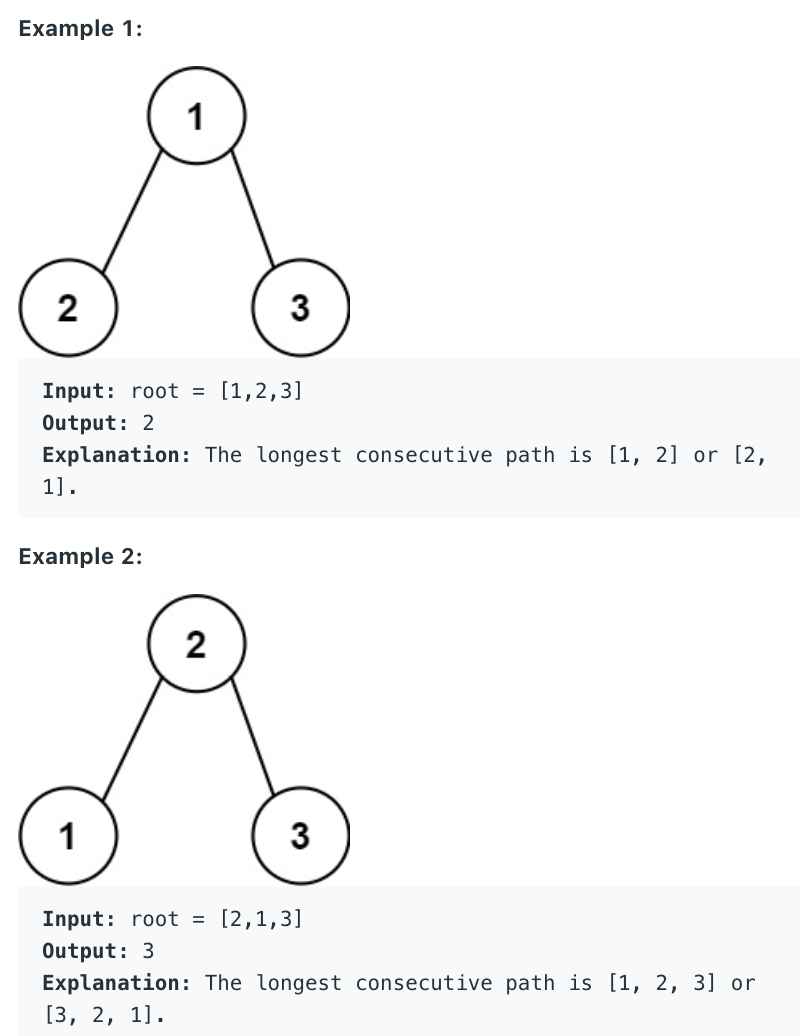 Example 1:
1
2
3
Input: root = [1,2,3]
Output: 2
Explanation: The longest consecutive path is [1, 2] or [2,
1].
Example 2:
2
1
3
Input: root = [2,1,3]
Output: 3
Explanation: The longest consecutive path is [1, 2, 3] or
[3, 2, 1].